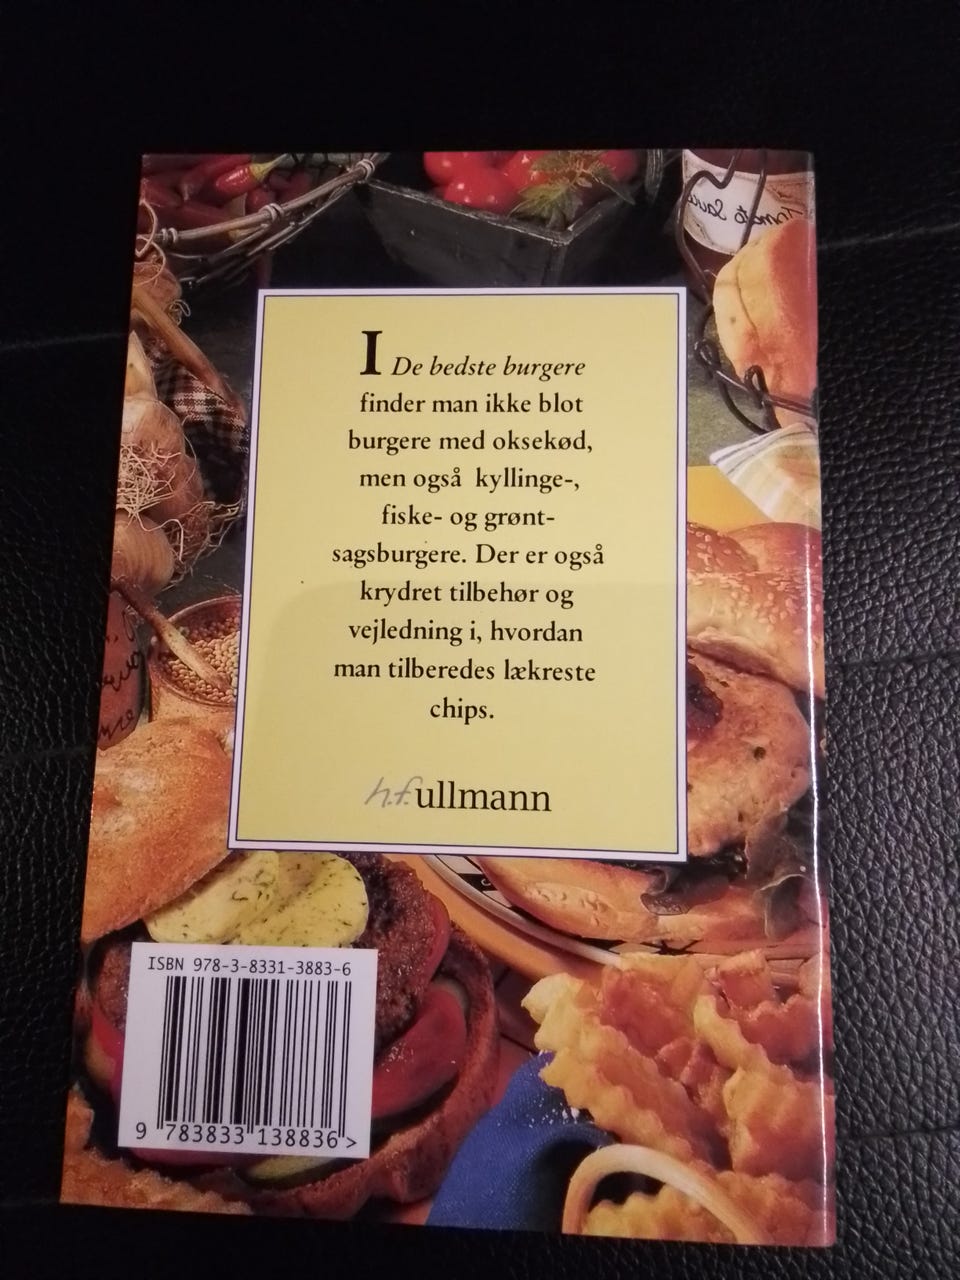 Tomato Sauce
I De bedste burgere
finder man ikke blot
burgere med oksekød,
men også kyllinge-,
fiske- og grønt-
sagsburgere. Der er også
krydret tilbehør og
vejledning i, hvordan
man tilberedes lækreste
chips.
h.f.ullmann
ISBN 978-3-8331-3883-6
9 783833 138836 >